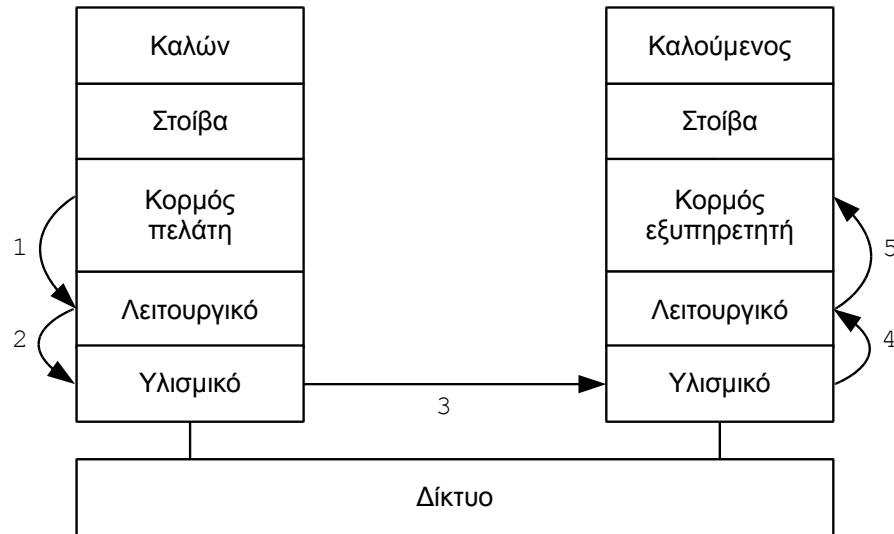 Καλών
Καλούμενος
Στοίβα
Στοίβα
Κορμός
πελάτη
Κορμός
εξυπηρετητή
1
5
Λειτουργικό
Λειτουργικό
2
4
Υλισμικό
Υλισμικό
3
Δίκτυο